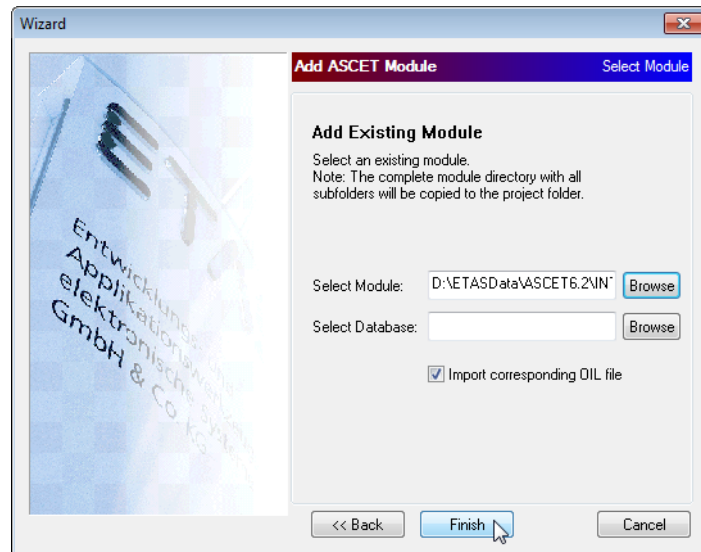 Wizard
Add ASCET Module
Select Module
Add Existing Module
Select an existing module.
Note: The complete module directory with all
subfolders will be copied to the project folder.
Select Module:
D:\ETASData\ASCET6.2\IN
Browse
Select Database:
Browse
Import corresponding OIL file
<< Back
Finish
Cancel
ET
Entwicklungs-
Applikationswerkzeuge
elektronische Systeme
GmbH & Co KG